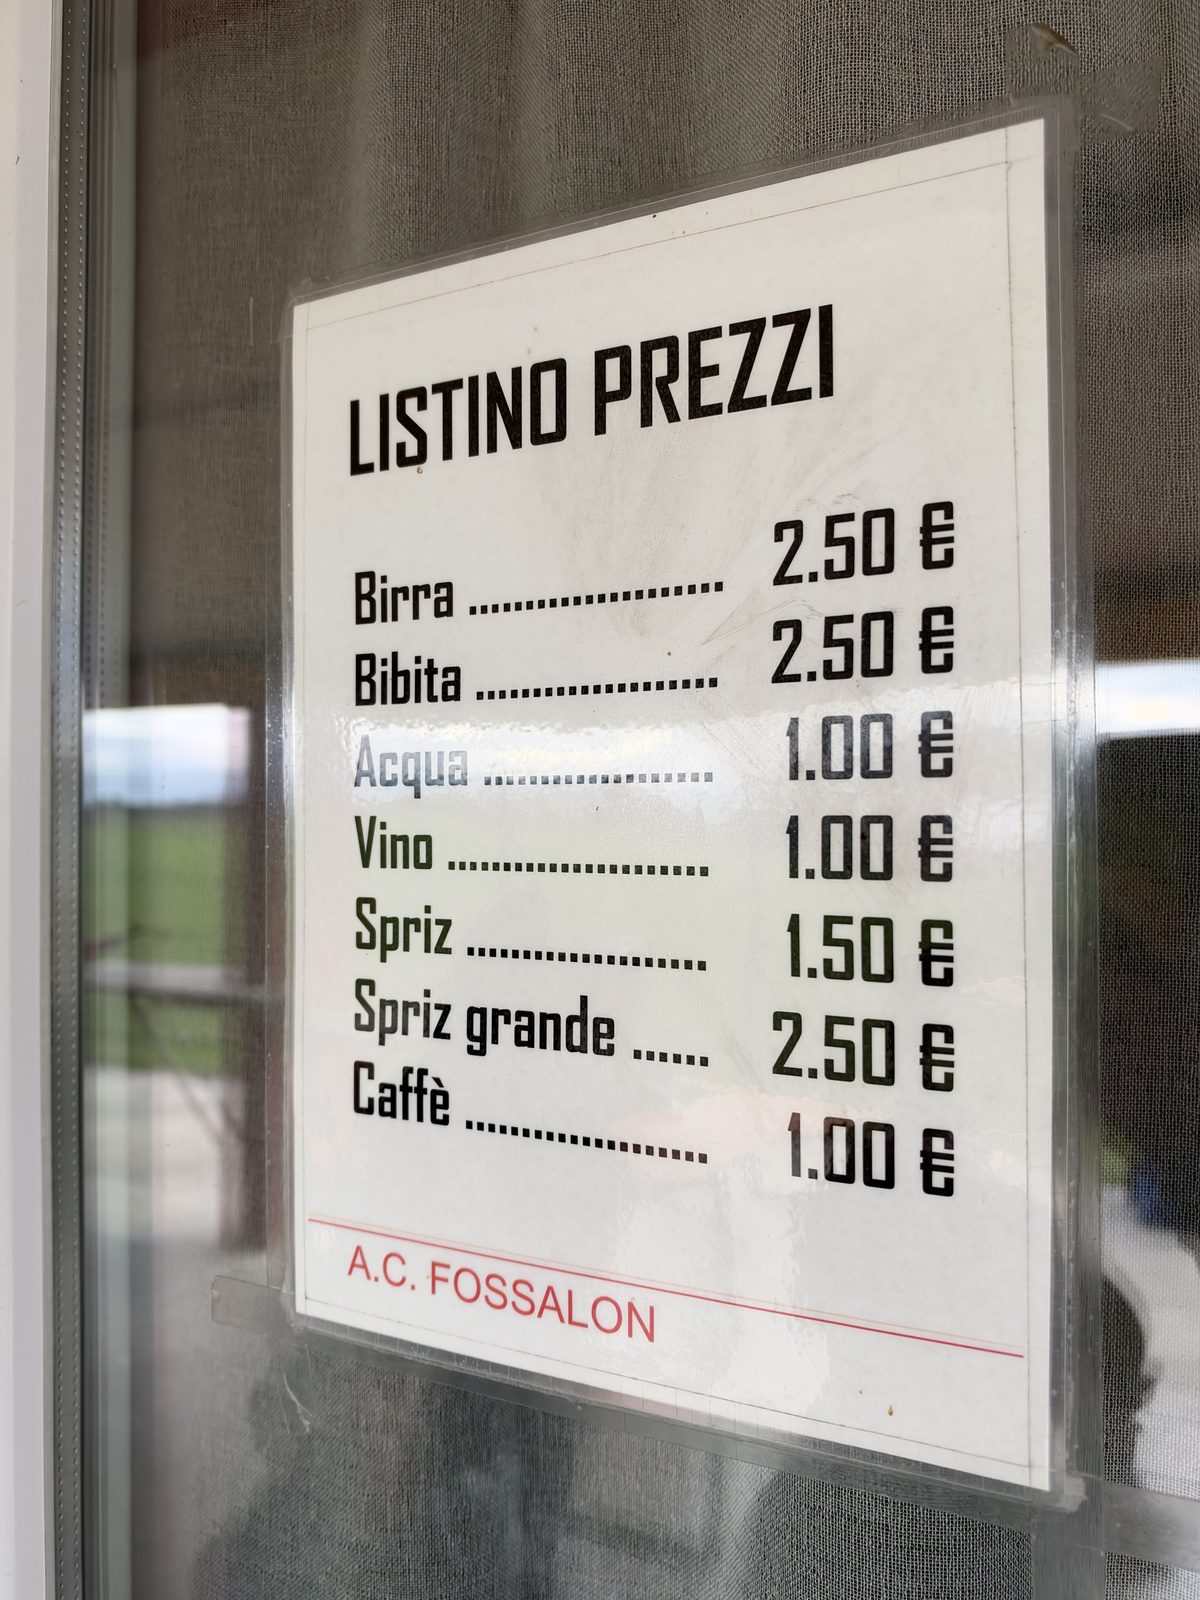 LISTINO PREZZI
Birra ....................... 2.50 €
Bibita ...................... 2.50 €
Acqua ..................... 1.00 €
Vino ........................ 1.00 €
Spriz ...................... 1.50 €
Spriz grande ....... 2.50 €
Caffè ...................... 1.00 €
A.C. FOSSALON